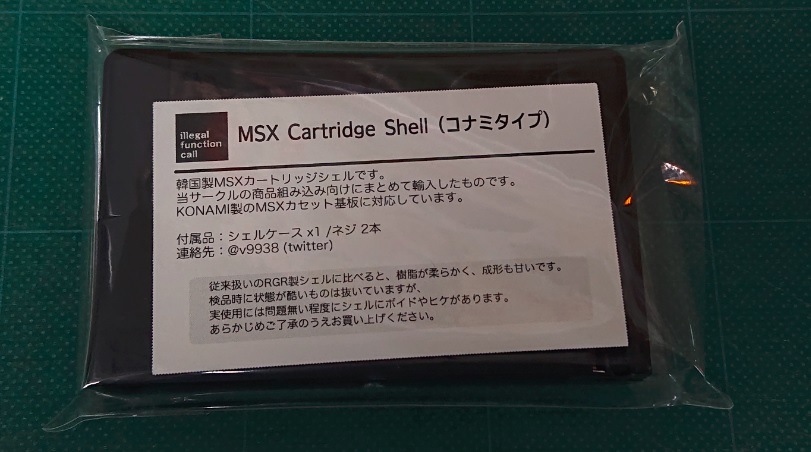 illegal
function
call
MSX Cartridge Shell (コナミタイプ)
韓国製MSXカートリッジシェルです。
当サークルの商品組み込み向けにまとめて輸入したものです。
KONAMI製のMSXカセット基板に対応しています。
付属品：シェルケース x1 /ネジ 2本
連絡先：@v9938 (twitter)
従来扱いのRGR製シェルに比べると、樹脂が柔らかく、成形も甘いです。
検品時に状態が酷いものは抜いていますが、
実使用には問題無い程度にシェルにボイドやヒケがあります。
あらかじめご了承のうえお買い上げください。